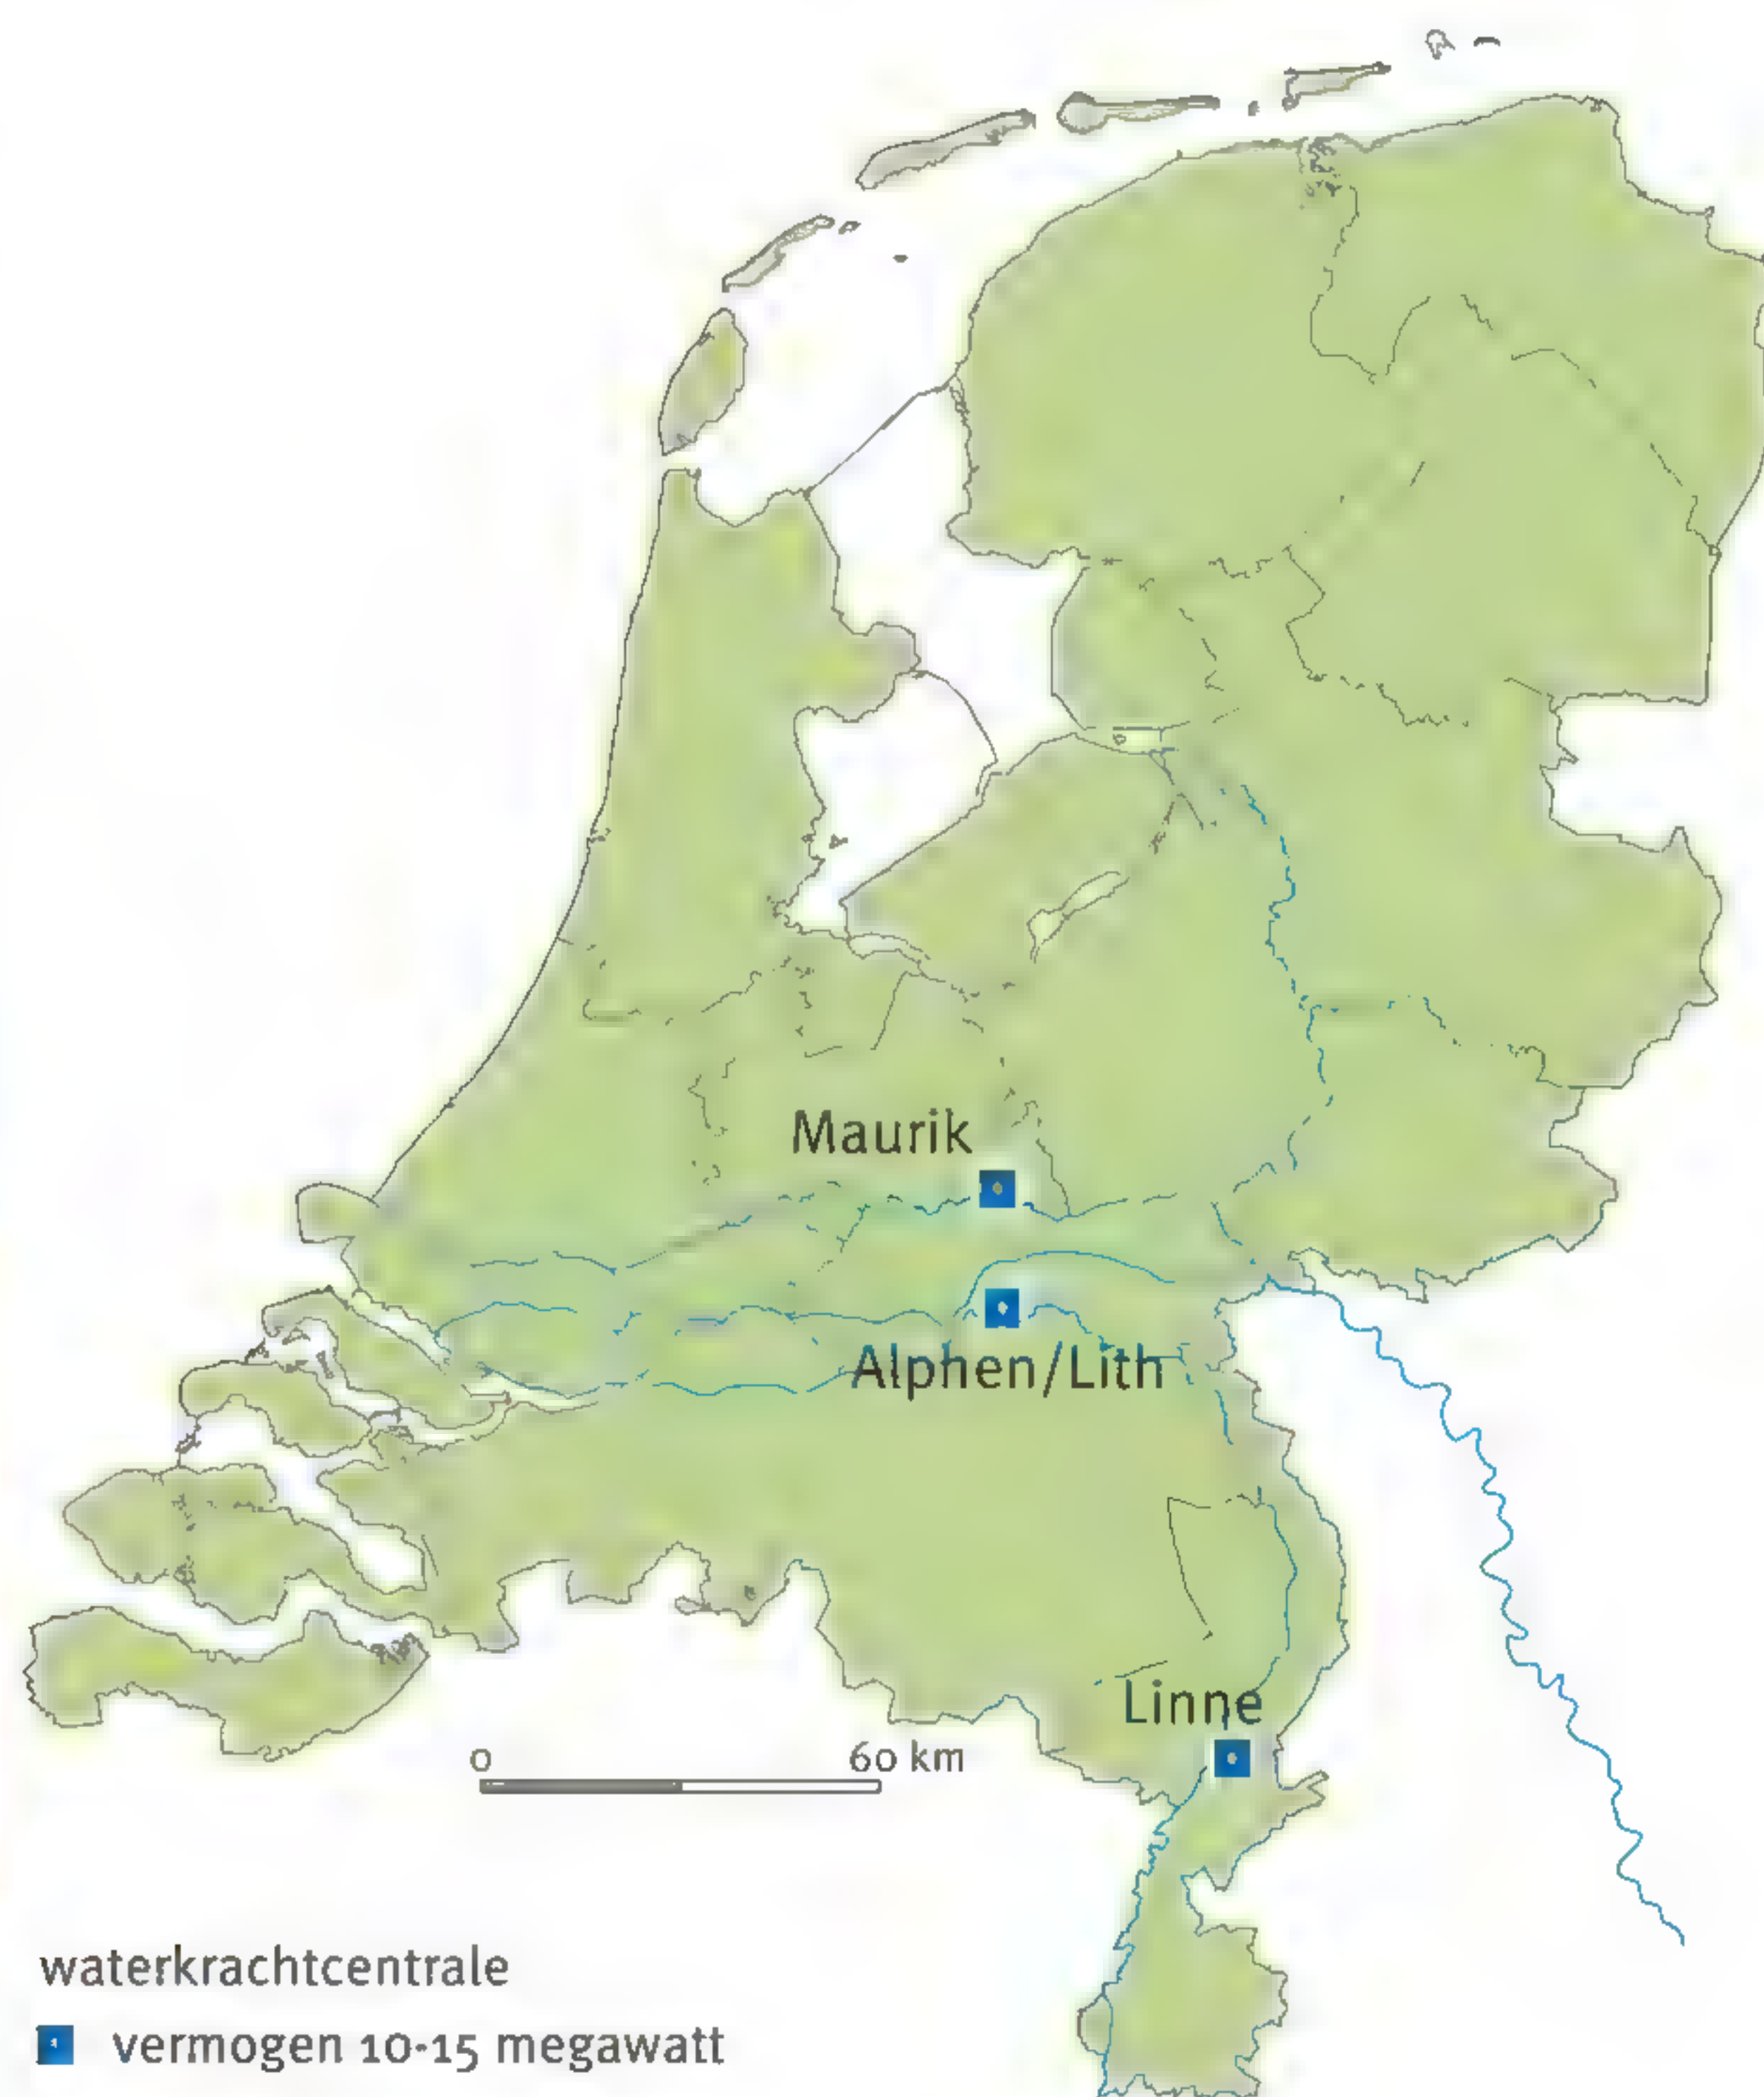 Maurik
Alphen/Lith
Linne
0 60 km
waterkrachtcentrale
vermogen 10-15 megawatt